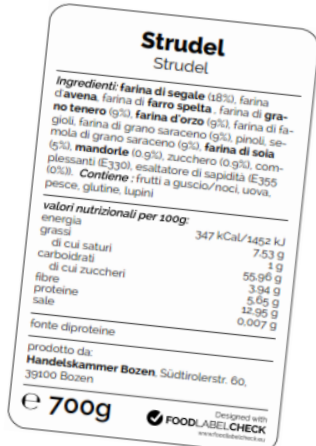 Strudel
Strudel
Ingredienti: farina di segale (18%), farina
d'avena, farina di farro spelta , farina di gra-
no tenero (9%), farina d'orzo (9%), farina di fa-
gioli, farina di grano saraceno (9%), pinoli, se-
mola di grano saraceno (9%), farina di soia
(5%), mandorle (0.9%), zucchero (0.9%), com-
plessanti (E330), esaltatore di sapidità (E355
(0%)). Contiene : frutti a guscio/noci, uova,
pesce, glutine, lupini
valori nutrizionali per 100g:
energia 347 kCal/1452 kJ
grassi 7.53 g
di cui saturi 1 g
carboidrati 55.96 g
di cui zuccheri 3.94 g
fibre 5.65 g
proteine 12.95 g
sale 0.007 g
fonte diproteine
prodotto da:
Handelskammer Bozen, Südtirolerstr. 60,
39100 Bozen
e 700g
Designed with
FOODLABELCHECK
www.foodlabelcheck.eu